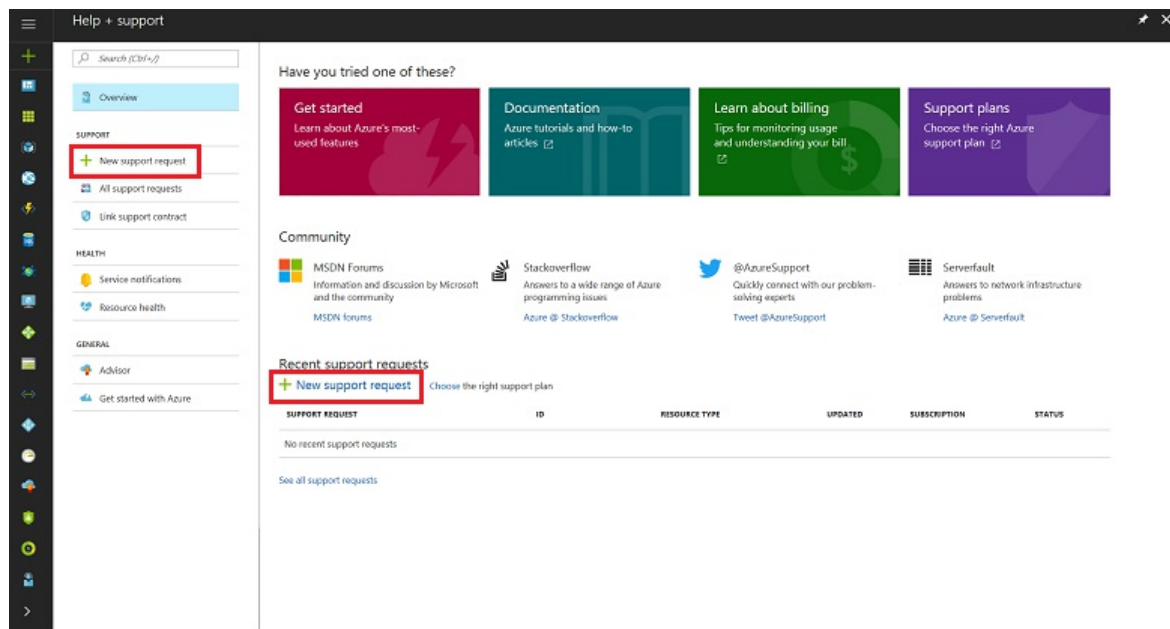 Help + support
Search (Ctrl+/)
Overview
SUPPORT
New support request
All support requests
Link support contract
HEALTH
Service notifications
Resource health
GENERAL
Advisor
Get started with Azure
Have you tried one of these?
Get started
Learn about Azure's most-
used features
Documentation
Azure tutorials and how-to
articles
Learn about billing
Tips for monitoring usage
and understanding your bill
Support plans
Choose the right Azure
support plan
Community
MSDN Forums
Information and discussion by Microsoft
and the community
MSDN forums
Stackoverflow
Answers to a wide range of Azure
programming issues
Azure @ Stackoverflow
@AzureSupport
Quickly connect with our problem-
solving experts
Tweet @AzureSupport
Serverfault
Answers to network infrastructure
problems
Azure @ Serverfault
Recent support requests
New support request Choose the right support plan
SUPPORT REQUEST ID RESOURCE TYPE UPDATED SUBSCRIPTION STATUS
No recent support requests
See all support requests